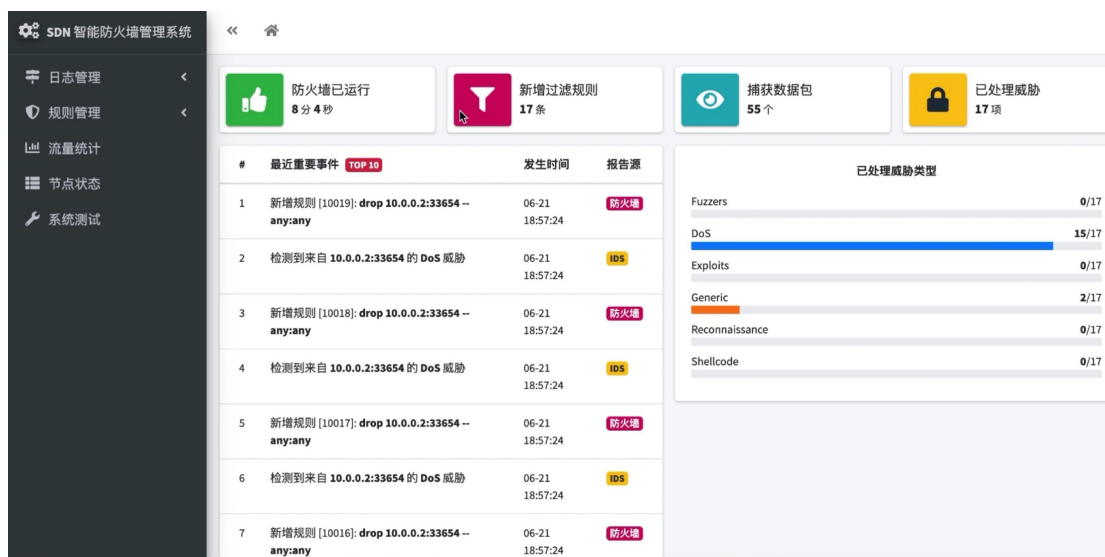 SDN 智能防火墙管理系统
日志管理
规则管理
流量统计
节点状态
系统测试
防火墙已运行
8 分 4 秒
新增过滤规则
17 条
捕获数据包
55 个
已处理威胁
17 项
# 最近重要事件 TOP 10 发生时间 报告源
1 新增规则 [10019]: drop 10.0.0.2:33654 -- 06-21 防火墙
any:any 18:57:24
2 检测到来自 10.0.0.2:33654 的 DoS 威胁 06-21 IDS
18:57:24
3 新增规则 [10018]: drop 10.0.0.2:33654 -- 06-21 防火墙
any:any 18:57:24
4 检测到来自 10.0.0.2:33654 的 DoS 威胁 06-21 IDS
18:57:24
5 新增规则 [10017]: drop 10.0.0.2:33654 -- 06-21 防火墙
any:any 18:57:24
6 检测到来自 10.0.0.2:33654 的 DoS 威胁 06-21 IDS
18:57:24
7 新增规则 [10016]: drop 10.0.0.2:33654 -- 06-21 防火墙
any:any 18:57:24
已处理威胁类型
Fuzzers 0/17
DoS 15/17
Exploits 0/17
Generic 2/17
Reconnaissance 0/17
Shellcode 0/17